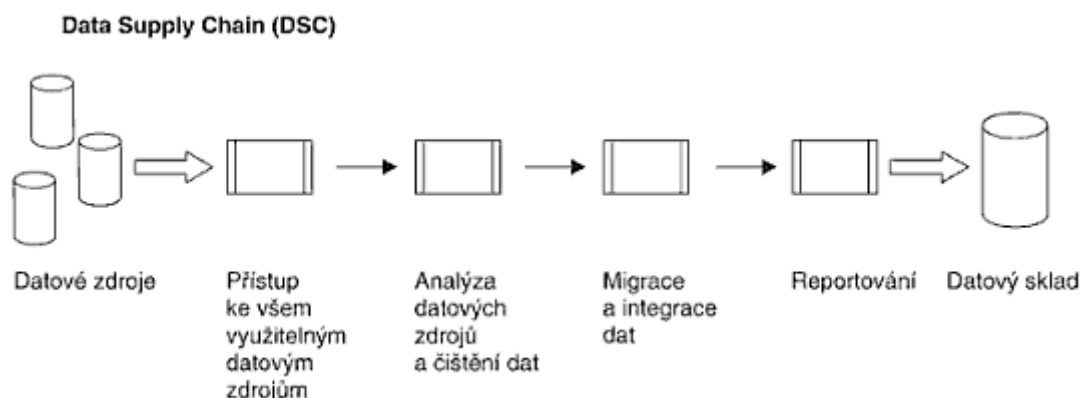 Data Supply Chain (DSC)
Datové zdroje
Přístup
ke všem
využitelným
datovým
zdrojům
Analýza
datových
zdrojů
a čištění dat
Migrace
a integrace
dat
Reportování
Datový sklad